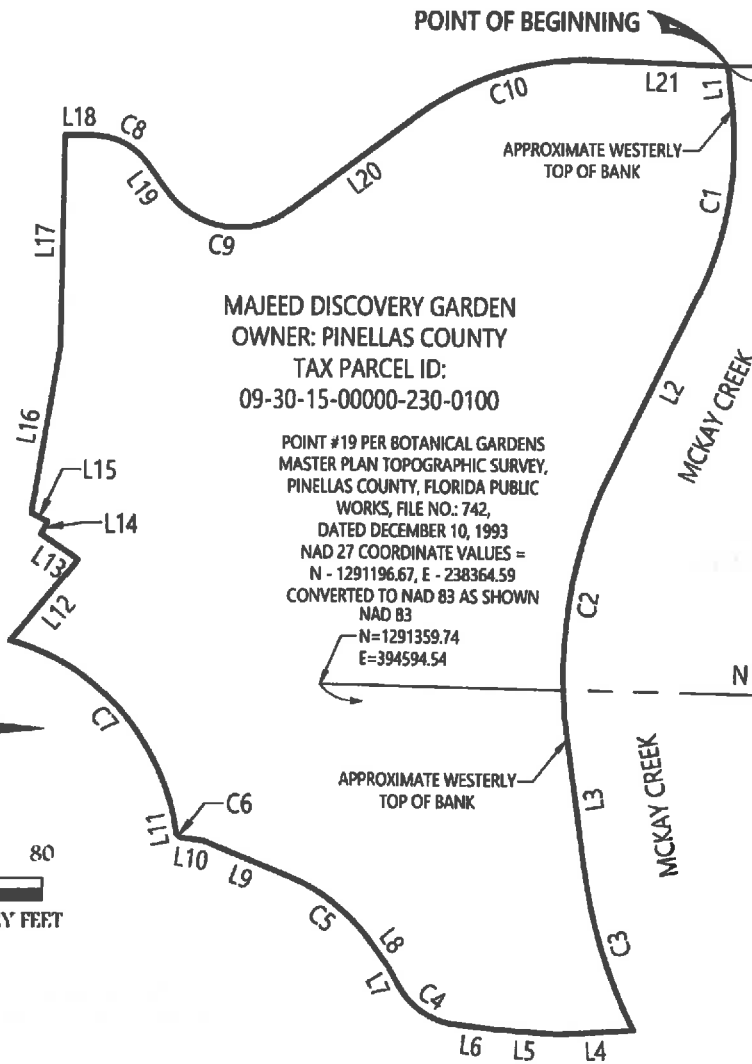 POINT OF BEGINNING
L21
L1
C10
L18
C8
APPROXIMATE WESTERLY
TOP OF BANK
L19
L20
C1
C9
L17
MAJEED DISCOVERY GARDEN
OWNER: PINELLAS COUNTY
TAX PARCEL ID:
09-30-15-00000-230-0100
L2
MCKAY CREEK
L16
POINT #19 PER BOTANICAL GARDENS
MASTER PLAN TOPOGRAPHIC SURVEY,
PINELLAS COUNTY, FLORIDA PUBLIC
WORKS, FILE NO.: 742,
DATED DECEMBER 10, 1993
NAD 27 COORDINATE VALUES =
N - 1291196.67, E - 238364.59
CONVERTED TO NAD 83 AS SHOWN
NAD 83
N=1291359.74
E=394594.54
L15
L14
L13
L12
C2
N
C7
APPROXIMATE WESTERLY
TOP OF BANK
L3
MCKAY CREEK
C6
L11
L10
L9
80
Y FEET
C5
L8
L7
C4
C3
L6
L5
L4